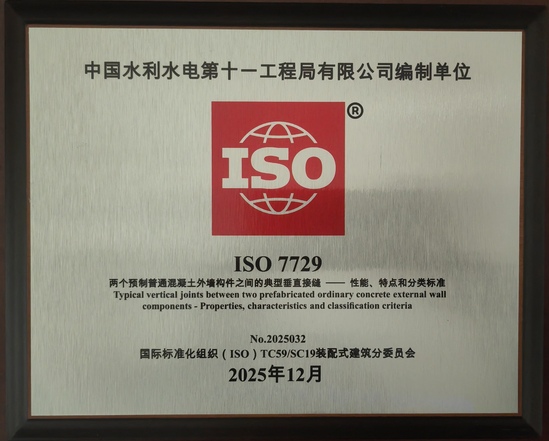 中国水利水电第十一工程局有限公司编制单位
®
ISO
ISO 7729
两个预制普通混凝土外墙构件之间的典型垂直接缝 —— 性能、特点和分类标准
Typical vertical joints between two prefabricated ordinary concrete external wall
components - Properties, characteristics and classification criteria
No.2025032
国际标准化组织（ISO）TC59/SC19装配式建筑分委员会
2025年12月